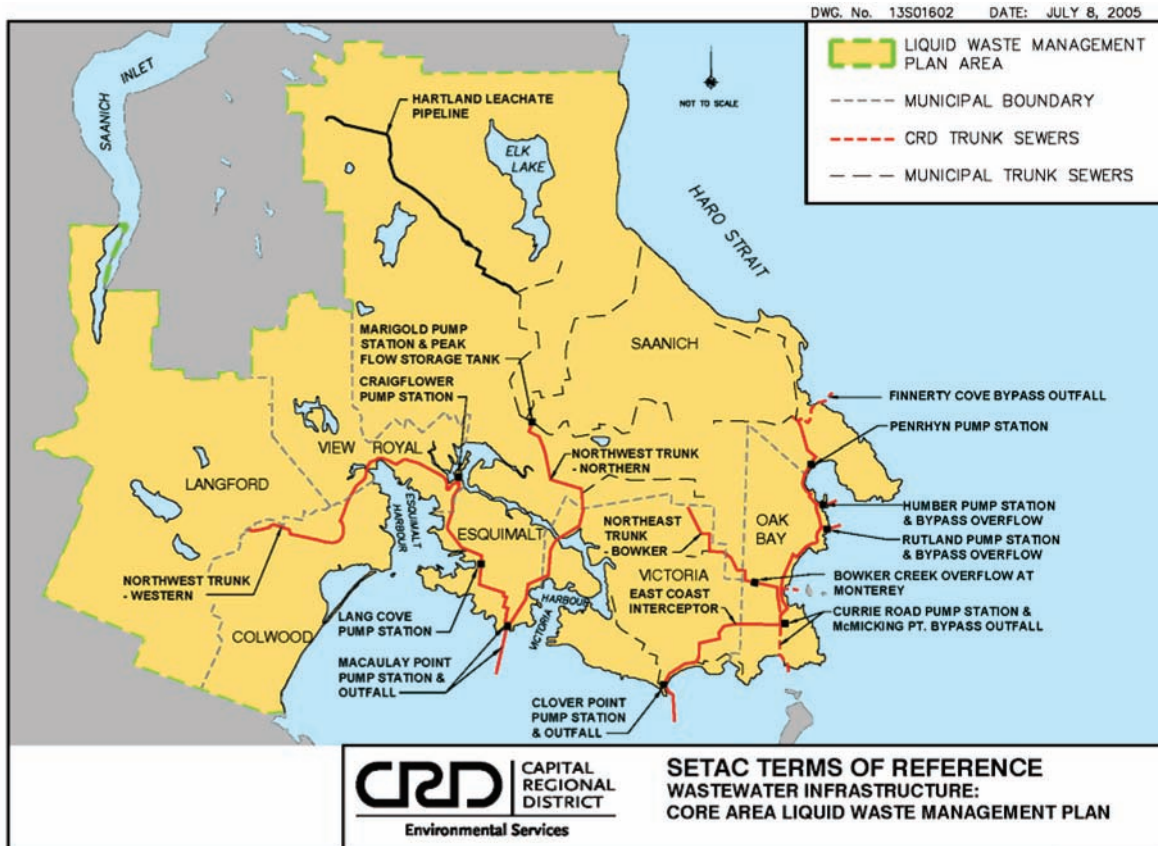 DWG. No. 13S01602 DATE: JULY 8, 2005
LIQUID WASTE MANAGEMENT
PLAN AREA
MUNICIPAL BOUNDARY
CRD TRUNK SEWERS
MUNICIPAL TRUNK SEWERS
NOT TO SCALE
SAANICH
INLET
HARTLAND LEACHATE
PIPELINE
ELK
LAKE
HARO STRAIT
MARIGOLD PUMP
STATION & PEAK
FLOW STORAGE TANK
CRAIGFLOWER
PUMP STATION
SAANICH
FINNERTY COVE BYPASS OUTFALL
PENRHYN PUMP STATION
VIEW ROYAL
NORTHWEST TRUNK
- NORTHERN
LANGFORD
ESQUIMALT
HARBOUR
ESQUIMALT
NORTHEAST
TRUNK
- BOWKER
OAK
BAY
HUMBER PUMP STATION
& BYPASS OVERFLOW
RUTLAND PUMP STATION
& BYPASS OVERFLOW
NORTHWEST TRUNK
- WESTERN
VICTORIA
EAST COAST
INTERCEPTOR
BOWKER CREEK OVERFLOW AT
MONTEREY
COLWOOD
LANG COVE
PUMP STATION
VICTORIA
HARBOUR
CURRIE ROAD PUMP STATION &
McMICKING PT. BYPASS OUTFALL
MACAULAY POINT
PUMP STATION &
OUTFALL
CLOVER POINT
PUMP STATION
& OUTFALL
CRD
CAPITAL
REGIONAL
DISTRICT
Environmental Services
SETAC TERMS OF REFERENCE
WASTEWATER INFRASTRUCTURE:
CORE AREA LIQUID WASTE MANAGEMENT PLAN